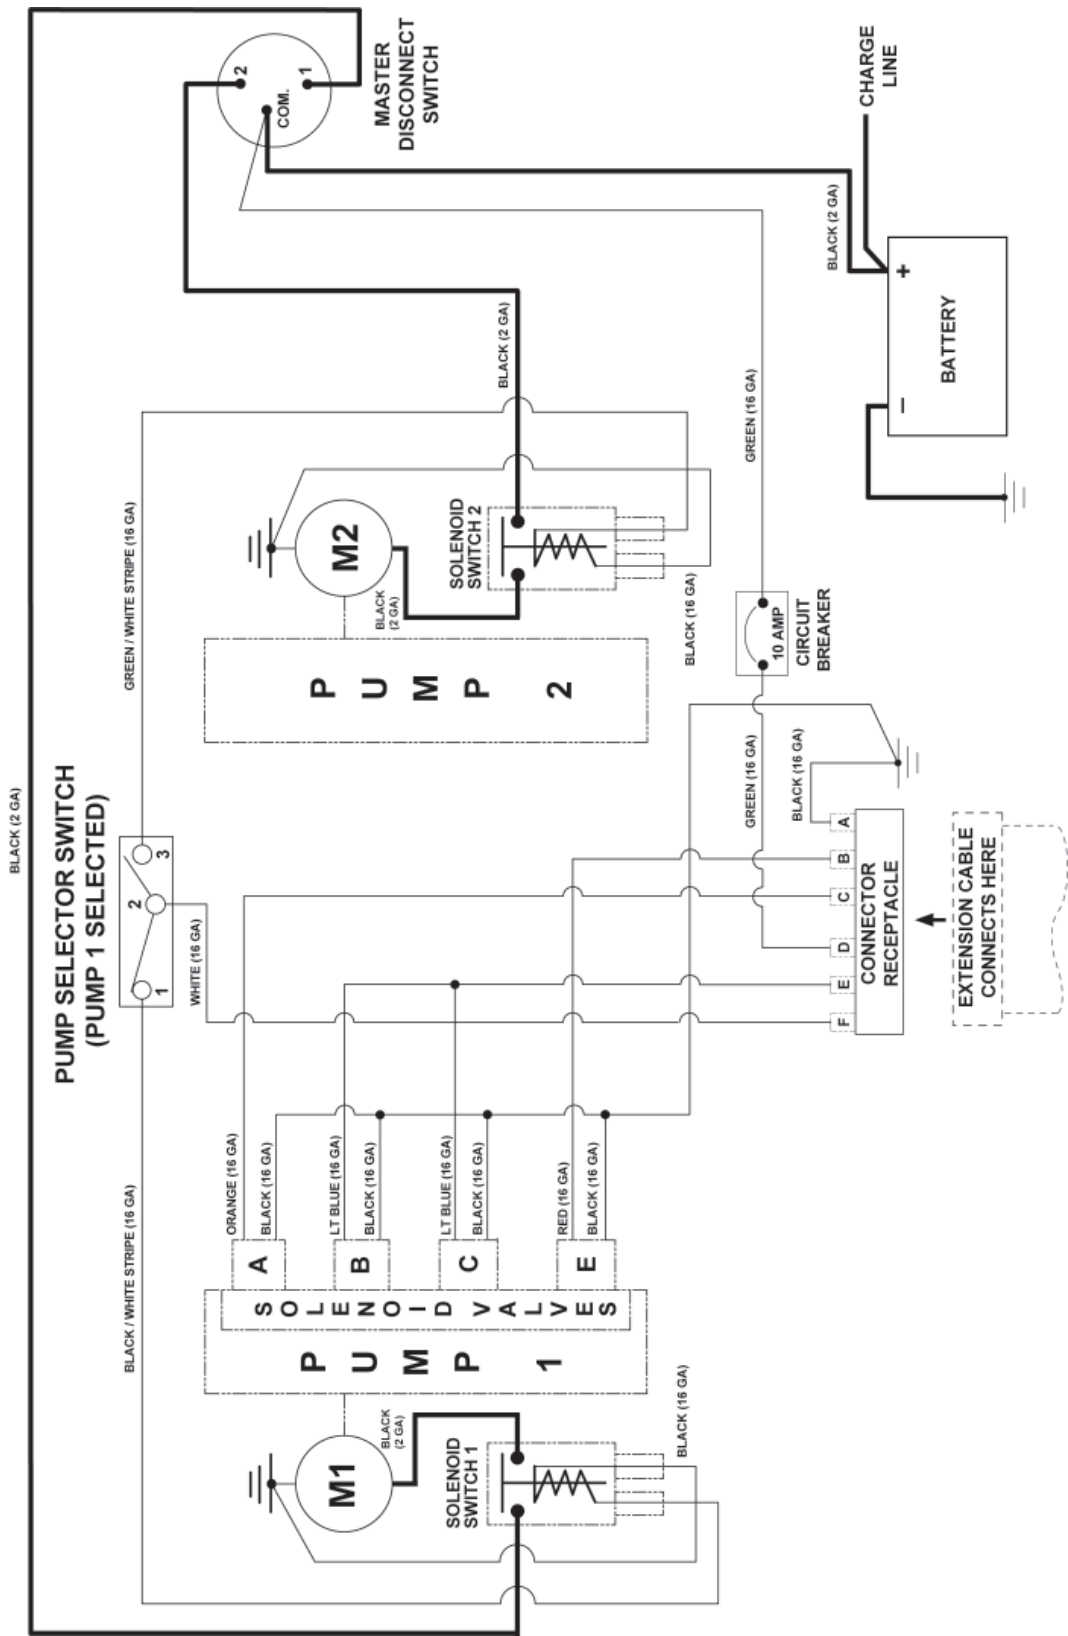 BLACK (2 GA)
PUMP SELECTOR SWITCH
(PUMP 1 SELECTED)
1
2
3
BLACK / WHITE STRIPE (16 GA)
WHITE (16 GA)
GREEN / WHITE STRIPE (16 GA)
2
1
COM.
MASTER
DISCONNECT
SWITCH
M1
BLACK
(2 GA)
SOLENOID
SWITCH 1
BLACK (16 GA)
PUMP 1
SOLENOID VALVES
A
B
C
E
ORANGE (16 GA)
BLACK (16 GA)
LT BLUE (16 GA)
BLACK (16 GA)
LT BLUE (16 GA)
BLACK (16 GA)
RED (16 GA)
BLACK (16 GA)
PUMP 2
M2
BLACK
(2 GA)
SOLENOID
SWITCH 2
BLACK (2 GA)
BLACK (16 GA)
GREEN (16 GA)
10 AMP
CIRCUIT
BREAKER
GREEN (16 GA)
BLACK (16 GA)
F
E
D
C
B
A
CONNECTOR
RECEPTACLE
EXTENSION CABLE
CONNECTS HERE
BLACK (2 GA)
CHARGE
LINE
–
+
BATTERY